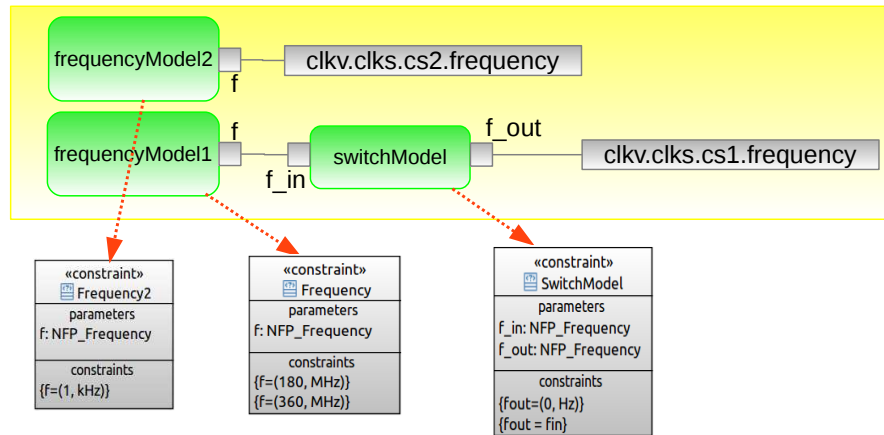 frequencyModel2
f
clkv.clks.cs2.frequency
frequencyModel1
f
f_in
switchModel
f_out
clkv.clks.cs1.frequency
«constraint»
Frequency2
parameters
f: NFP_Frequency
constraints
{f=(1, kHz)}
«constraint»
Frequency
parameters
f: NFP_Frequency
constraints
{f=(180, MHz)}
{f=(360, MHz)}
«constraint»
SwitchModel
parameters
f_in: NFP_Frequency
f_out: NFP_Frequency
constraints
{fout=(0, Hz)}
{fout = fin}